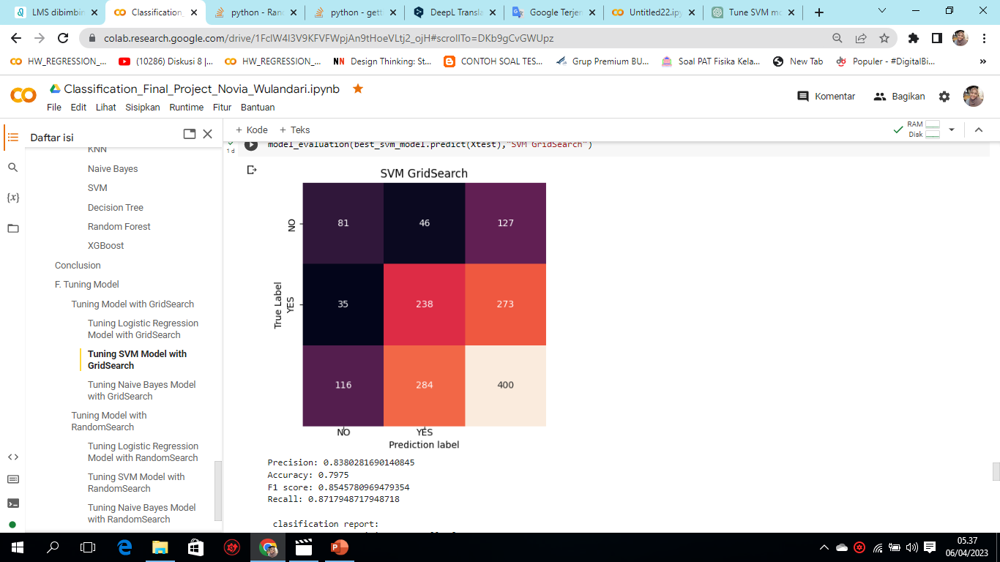 LMS dibimbin
Classification_
python - Ran
python - gett
DeepL Transla
Google Terjem
Untitled22.ipy
Tune SVM mo
colab.research.google.com/drive/1FclW4l3V9KFVFWpjAn9tHoeVLtj2_ojH#scrollTo=DKb9gCvGWUpz
HW_REGRESSION_...
(10286) Diskusi 8 |...
HW_REGRESSION_...
NN Design Thinking: St...
CONTOH SOAL TES...
Grup Premium BU...
Soal PAT Fisika Kela...
New Tab
Populer - #DigitalBi...
»
Classification_Final_Project_Novia_Wulandari.ipynb
Komentar
Bagikan
File Edit Lihat Sisipkan Runtime Fitur Bantuan
Daftar isi
+ Kode + Teks
RAM
Disk
KNN
Naive Bayes
SVM
Decision Tree
Random Forest
XGBoost
Conclusion
F. Tuning Model
Tuning Model with GridSearch
Tuning Logistic Regression
Model with GridSearch
Tuning SVM Model with
GridSearch
Tuning Naive Bayes Model
with GridSearch
Tuning Model with
RandomSearch
Tuning Logistic Regression
Model with RandomSearch
Tuning SVM Model with
RandomSearch
Tuning Naive Bayes Model
with RandomSearch
{x}
1 d
model_evaluation(best_svm_model.predict(Xtest),"SVM GridSearch")
SVM GridSearch
NO
81 46 127
True Label
YES
35 238 273
116 284 400
NO YES
Prediction label
Precision: 0.8380281690140845
Accuracy: 0.7975
F1 score: 0.8545780969479354
Recall: 0.8717948717948718
clasification report:
05.37
06/04/2023